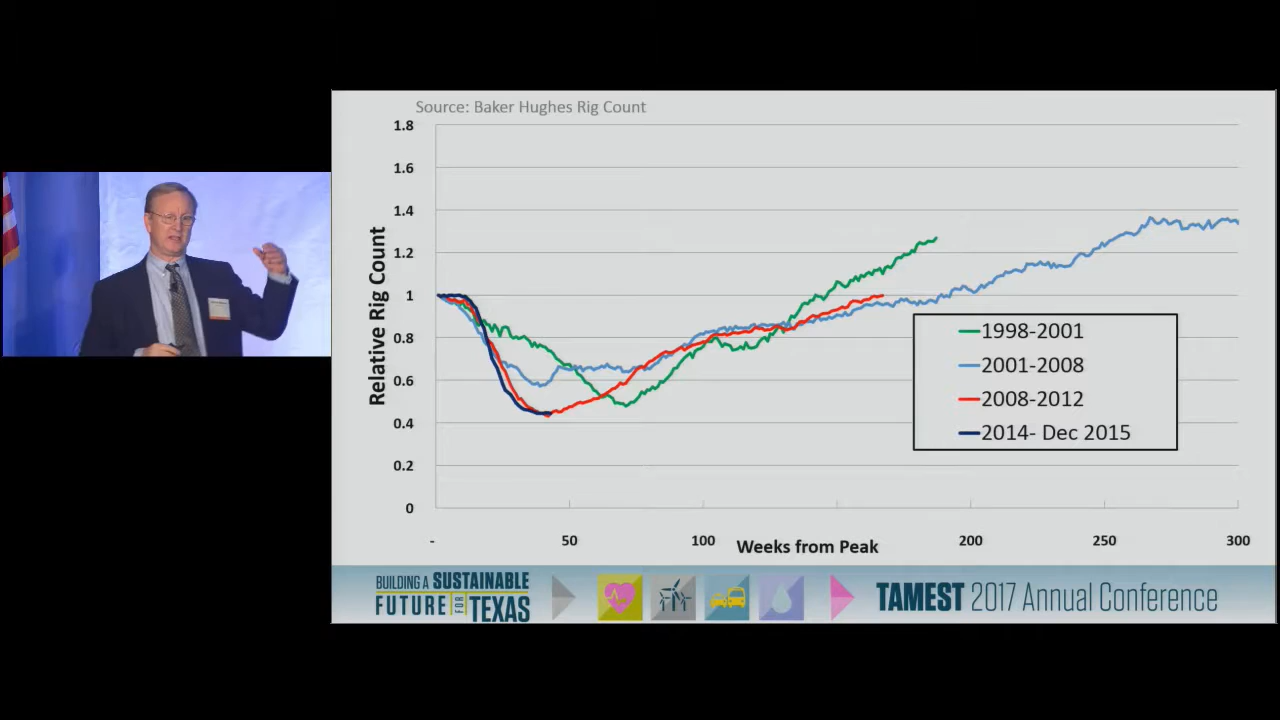 Source: Baker Hughes Rig Count
1.8
1.6
1.4
1.2
1
0.8
0.6
0.4
0.2
0
Relative Rig Count
- 50 100 200 250 300
Weeks from Peak
1998-2001
2001-2008
2008-2012
2014- Dec 2015
BUILDING A SUSTAINABLE
FUTURE FOR TEXAS
TAMEST 2017 Annual Conference